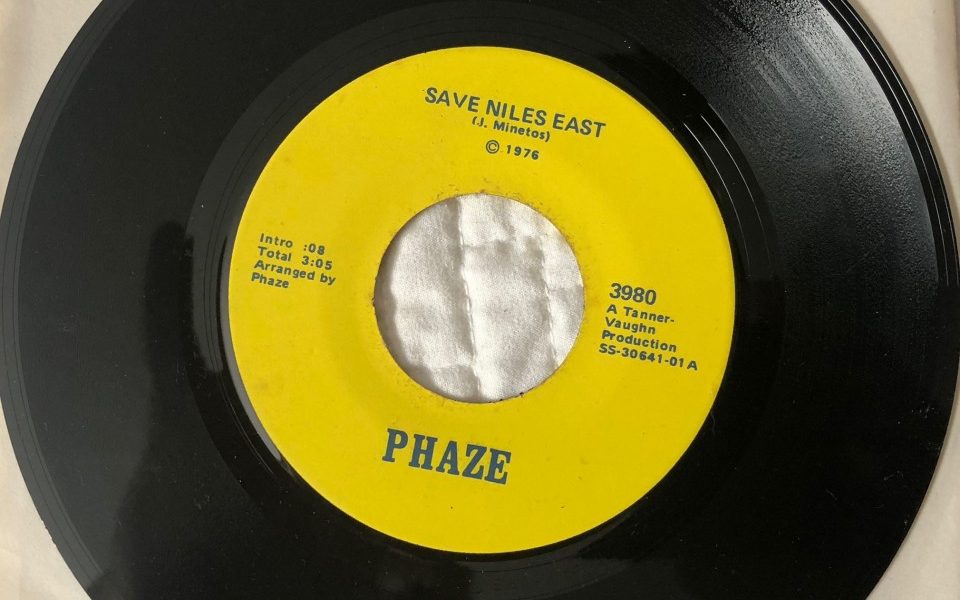 SAVE NILES EAST
(J. Minetos)
© 1976
Intro :08
Total 3:05
Arranged by
Phaze
3980
A Tanner-
Vaughn
Production
SS-30641-01A
PHAZE